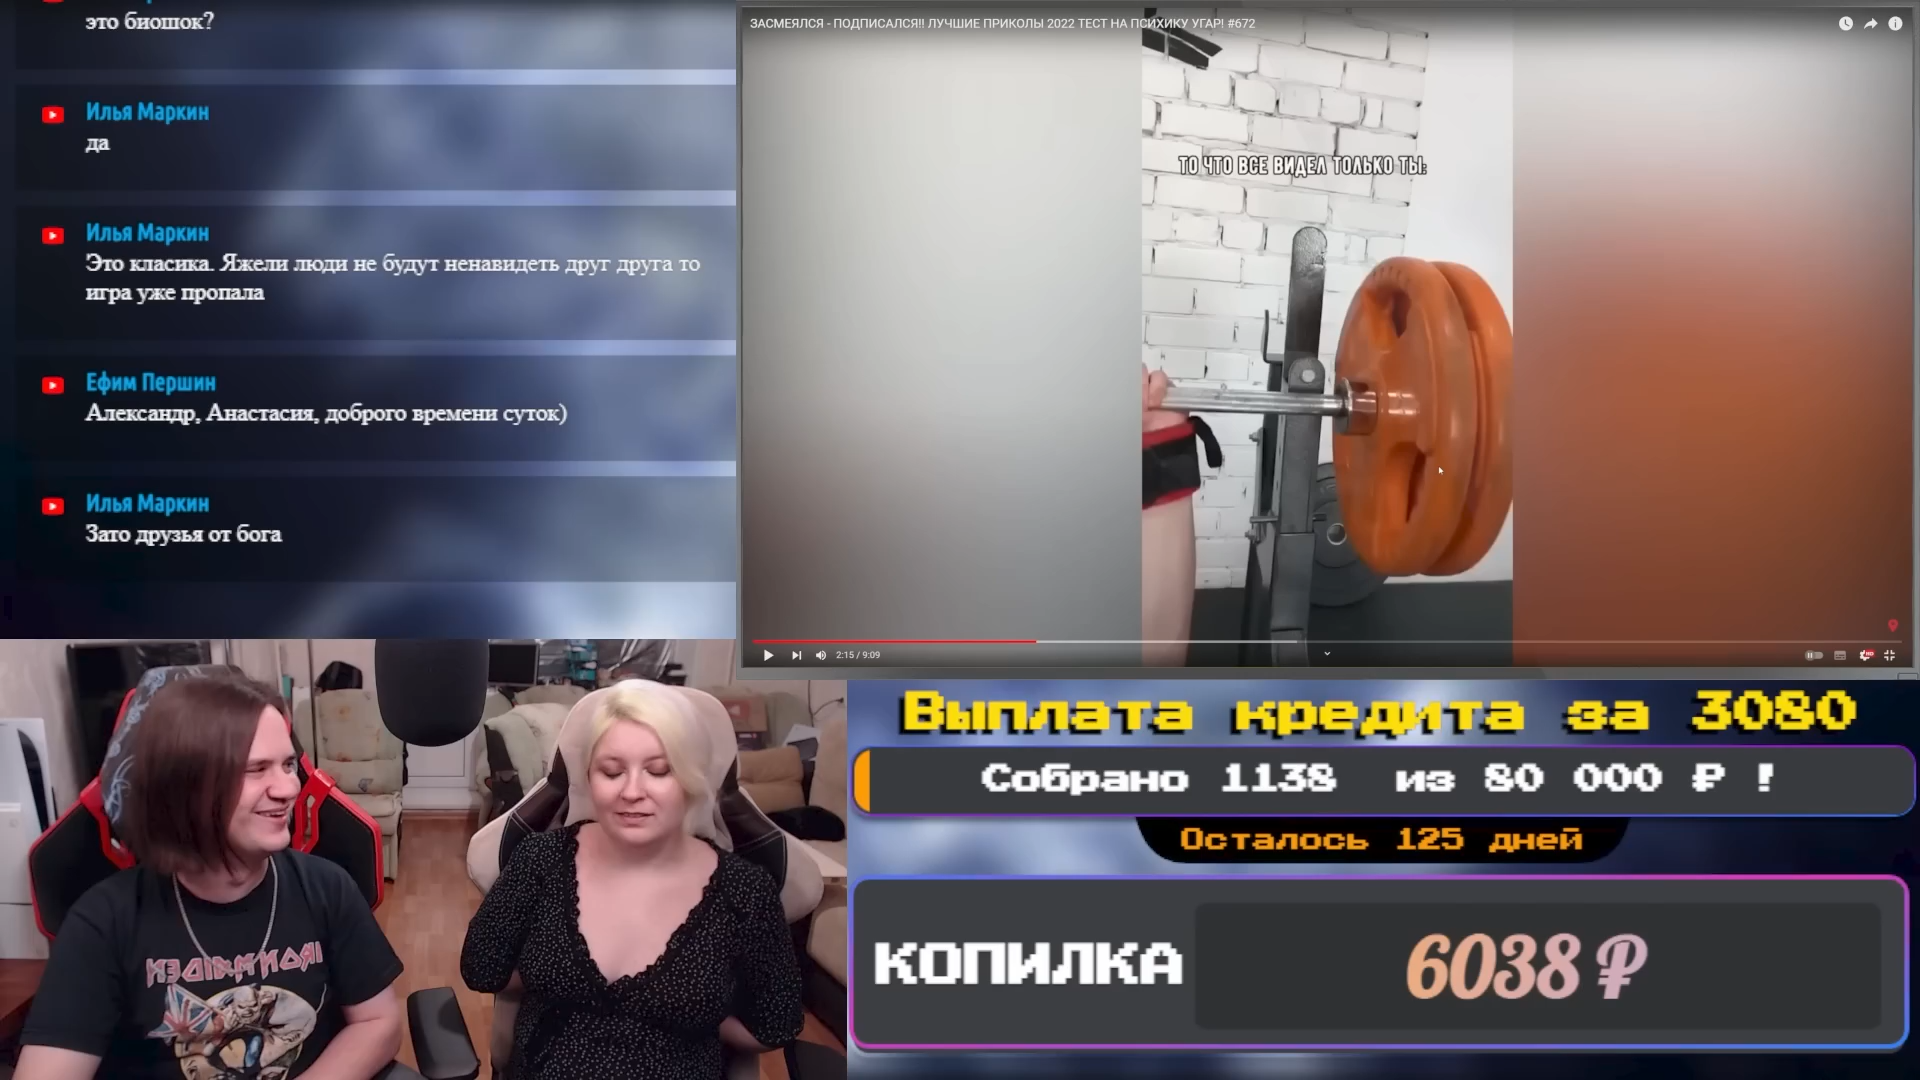 это биошок?
Илья Маркин
да
Илья Маркин
Это класика. Яжели люди не будут ненавидеть друг друга то
игра уже пропала
Ефим Першин
Александр, Анастасия, доброго времени суток)
Илья Маркин
Зато друзья от бога
ЗАСМЕЯЛСЯ - ПОДПИСАЛСЯ!! ЛУЧШИЕ ПРИКОЛЫ 2022 ТЕСТ НА ПСИХИКУ УГАР! #672
ТО ЧТО ВСЕ ВИДЕЛ ТОЛЬКО ТЫ:
2:15 / 9:09
Выплата кредита за 3080
Собрано 1138 из 80 000 ₽ !
Осталось 125 дней
КОПИЛКА
6038 ₽
IRON MAIDEN